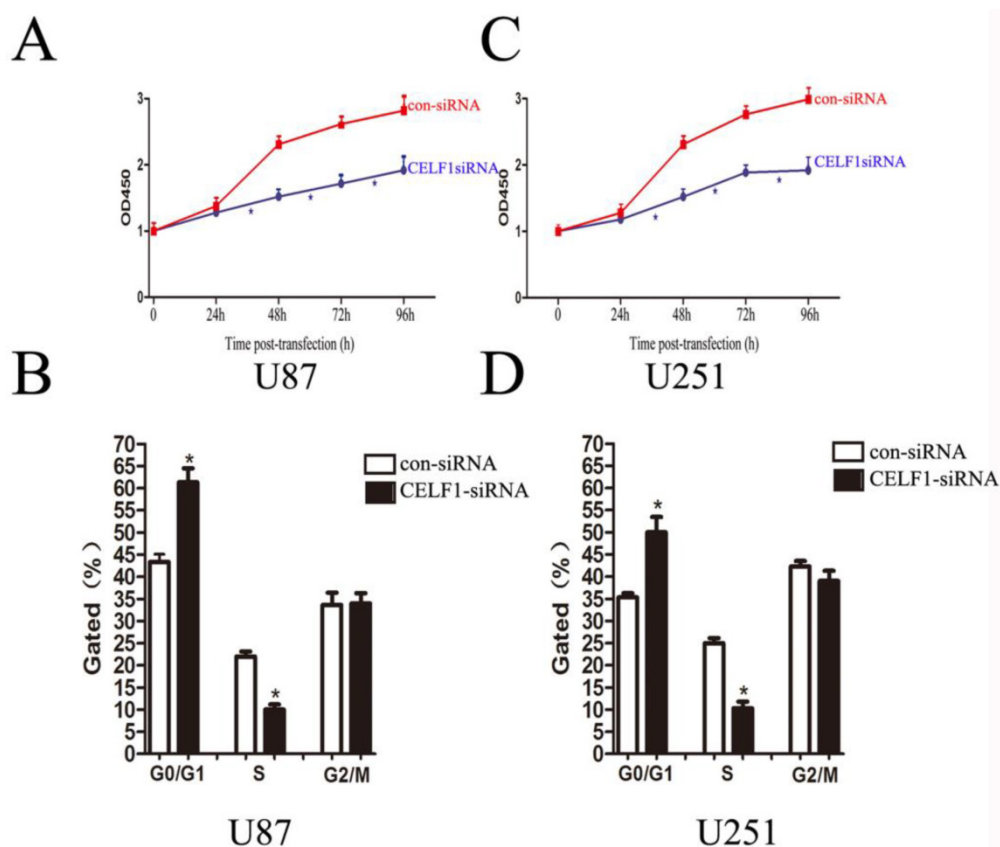 A
3
2
1
0
OD450
con-siRNA
CELF1siRNA
*
*
*
0
24h
48h
72h
96h
Time post-transfection (h)
U87
C
3
2
1
0
OD450
con-siRNA
CELF1siRNA
*
*
*
0
24h
48h
72h
96h
Time post-transfection (h)
U251
B
70
65
60
55
50
45
40
35
30
25
20
15
10
5
0
Gated (%)
con-siRNA
CELF1-siRNA
*
*
G0/G1
S
G2/M
U87
D
70
65
60
55
50
45
40
35
30
25
20
15
10
5
0
Gated (%)
con-siRNA
CELF1-siRNA
*
*
G0/G1
S
G2/M
U251